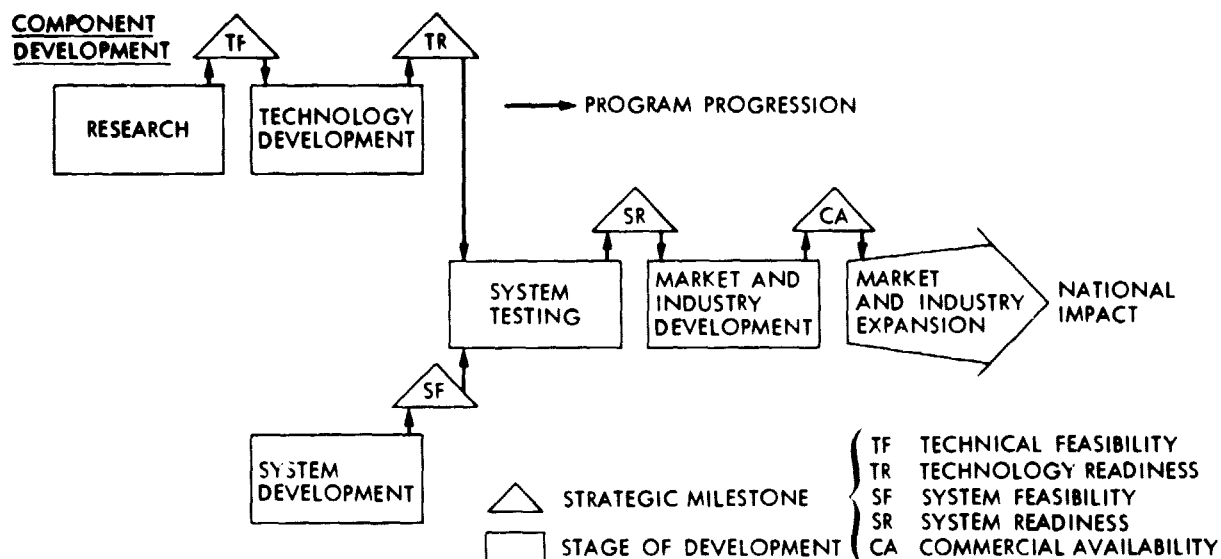 COMPONENT
DEVELOPMENT
TF
TR
RESEARCH
TECHNOLOGY
DEVELOPMENT
PROGRAM PROGRESSION
SR
CA
SYSTEM
TESTING
MARKET AND
INDUSTRY
DEVELOPMENT
MARKET
AND INDUSTRY
EXPANSION
NATIONAL
IMPACT
SF
SYSTEM
DEVELOPMENT
STRATEGIC MILESTONE
STAGE OF DEVELOPMENT
TF TECHNICAL FEASIBILITY
TR TECHNOLOGY READINESS
SF SYSTEM FEASIBILITY
SR SYSTEM READINESS
CA COMMERCIAL AVAILABILITY